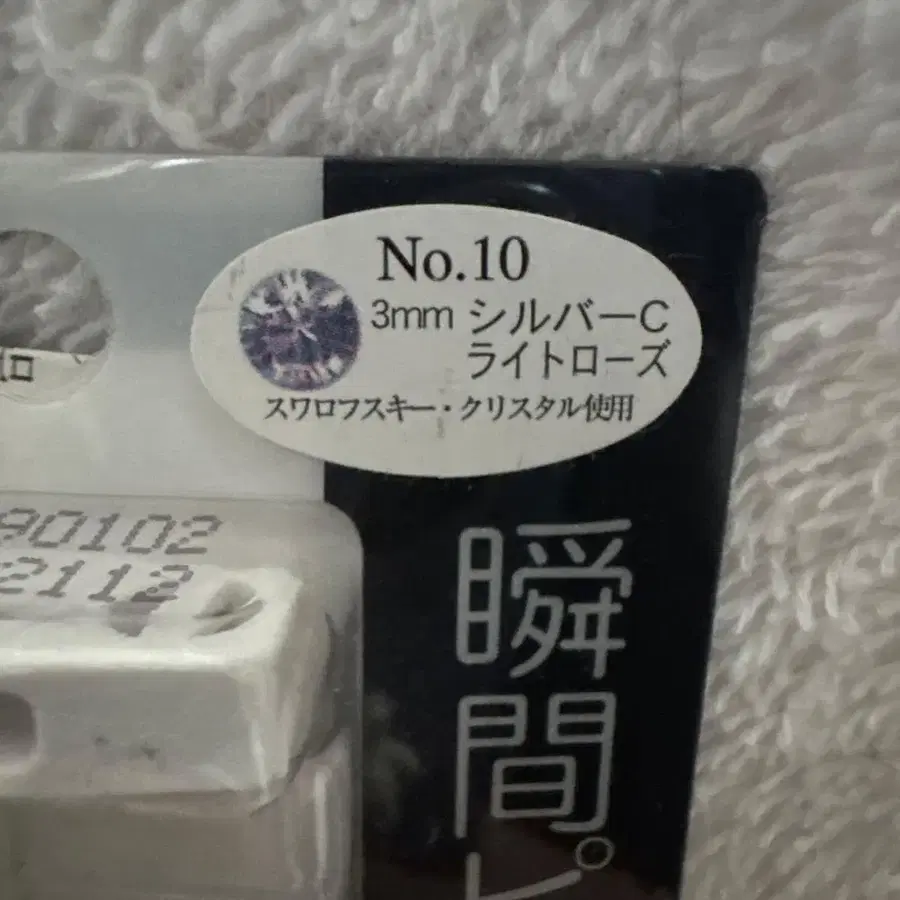 No.10
3mm シルバーC
ライトローズ
スワロフスキー・クリスタル使用
90102
2112
瞬間ピ